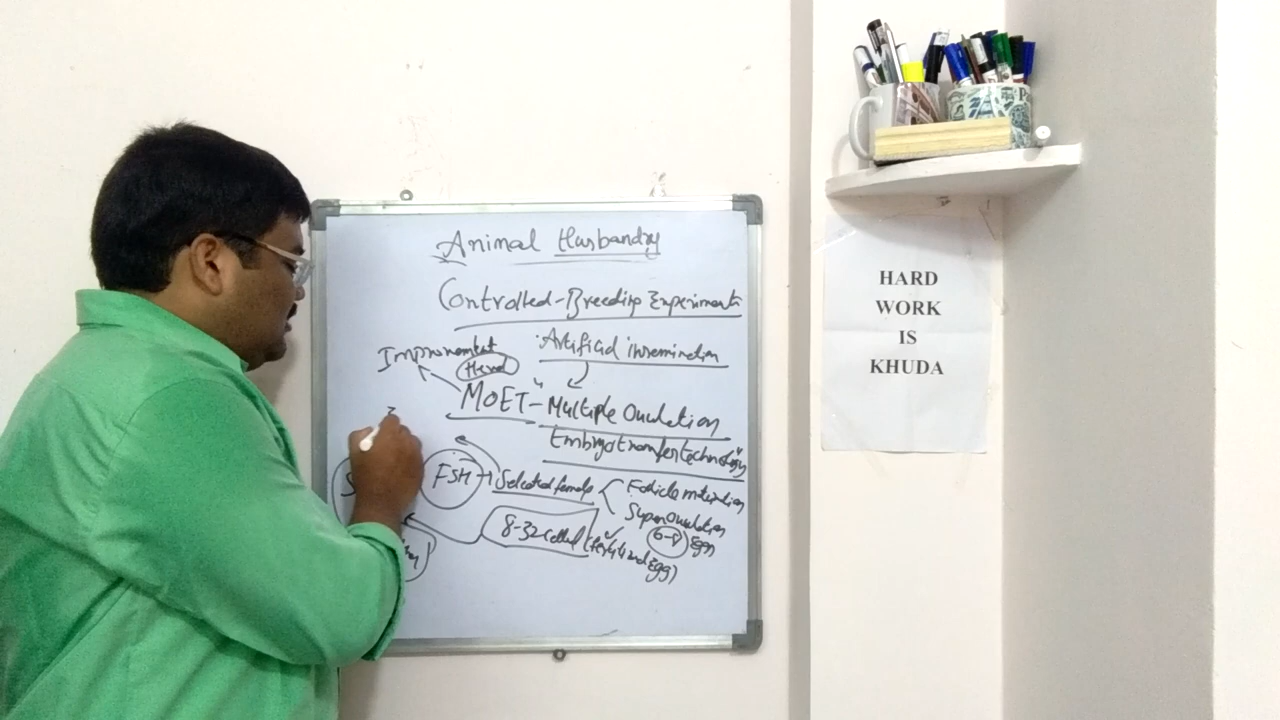 Animal Husbandry
Controlled-Breeding Experiments
Artificial insemination
Improvement
Herd
MOET - Multiple Ovulation
Embryo transfer technology
FSH → Selected female
Follicle maturation
Super Ovulation
6-8 Eggs
8-32 celled (Fertilized Egg)
HARD
WORK
IS
KHUDA